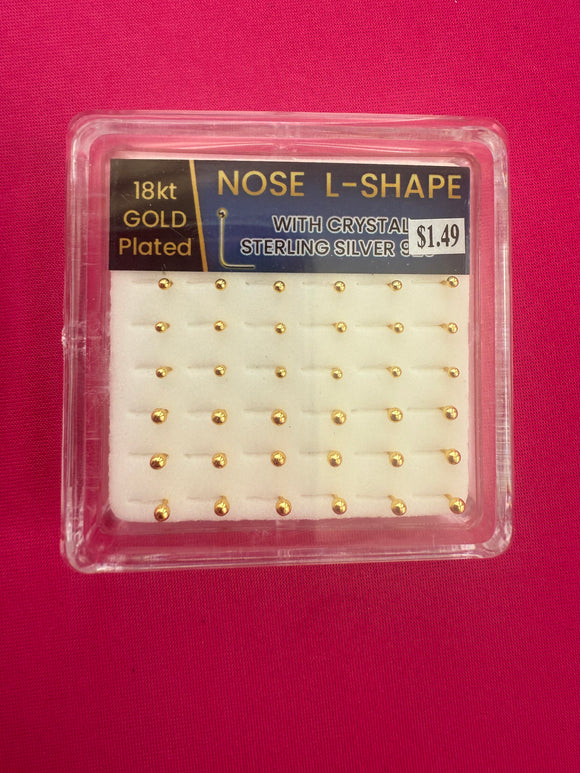 18kt
GOLD
Plated
NOSE L-SHAPE
WITH CRYSTAL
STERLING SILVER
$1.49